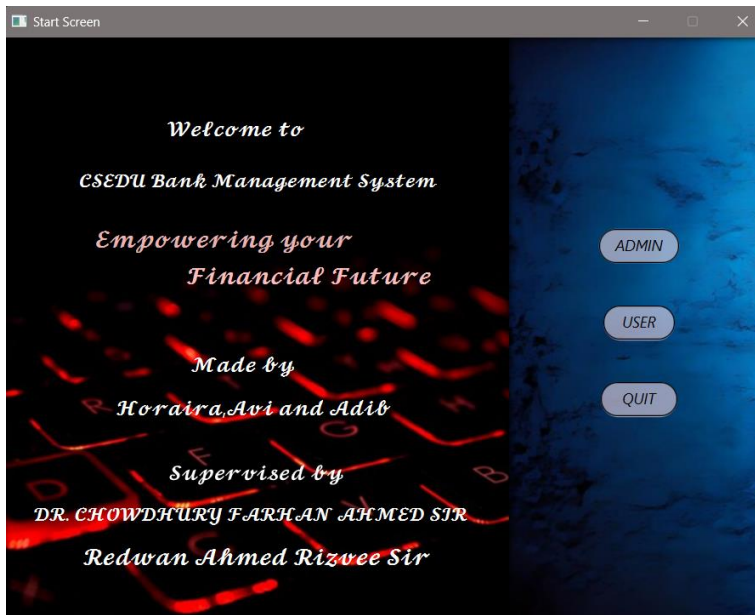 Start Screen
Welcome to
CSEDU Bank Management System
Empowering your
Financial Future
Made by
Horaira,Avi and Adib
Supervised by
DR. CHOWDHURY FARHAN AHMED SIR
Redwan Ahmed Rizvee Sir
ADMIN
USER
QUIT
R
F
G
H
D
C
V
B
X